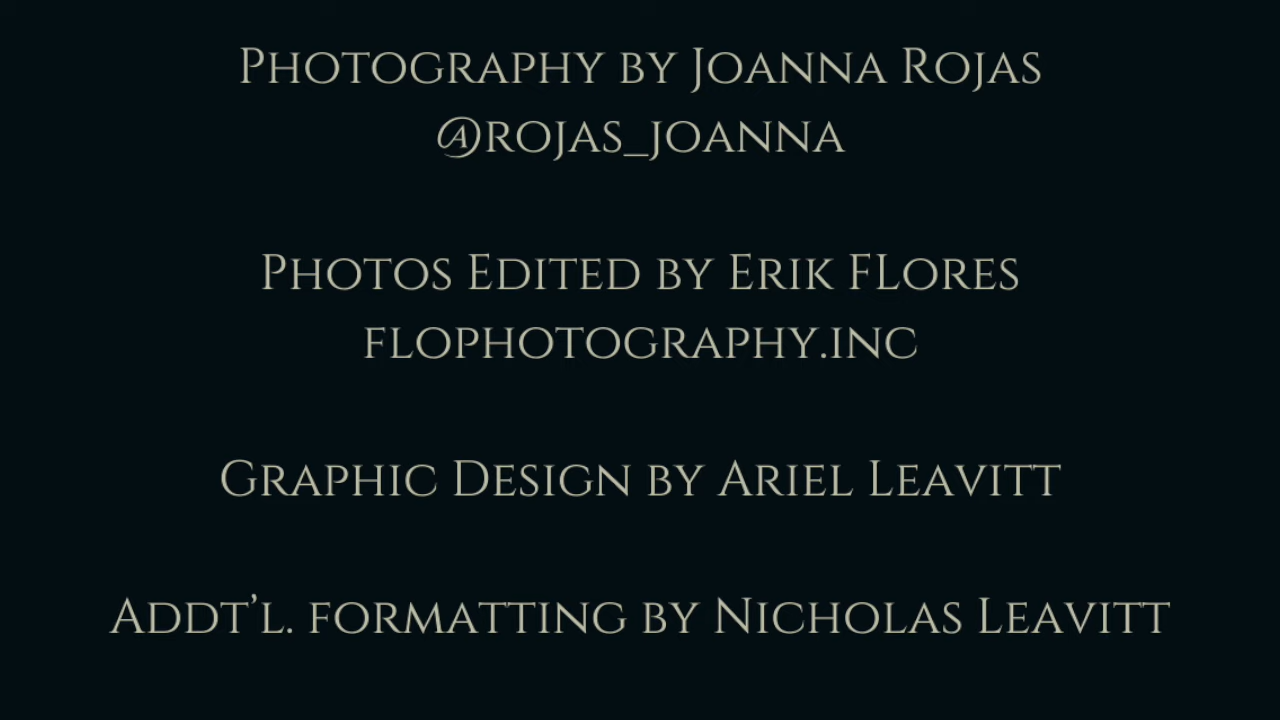 Photography by Joanna Rojas
@rojas_joanna
Photos Edited by Erik FLores
flophotography.inc
Graphic Design by Ariel Leavitt
Addt’l. formatting by Nicholas Leavitt